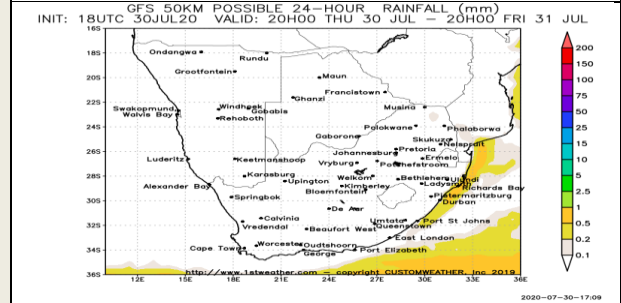 GFS 50KM POSSIBLE 24-HOUR RAINFALL (mm)
INIT: 18UTC 30JUL20 VALID: 20H00 THU 30 JUL - 20H00 FRI 31 JUL
16S
Ondangwa
Rundu
200
18S
150
Grootfontein
Maun
100
20S
Francistown
75
Ghanzi
22S
Windhoek
Gobabis
Musina
50
Swakopmund
Walvis Bay
Rehoboth
25
24S
Polokwane
Phalaborwa
15
Gaborone
Skukuza
Nelspruit
26S
Johannesburg
Pretoria
10
Luderitz
Keetmanshoop
Vryburg
Potchefstroom
Ermelo
5
28S
Karasburg
Upington
Welkom
Bethlehem
Ulundi
2.5
Alexander Bay
Kimberley
Ladysmith
Richards Bay
Bloemfontein
30S
Springbok
Pietermaritzburg
1
De Aar
Durban
Calvinia
Umtata
Port St Johns
0.5
32S
Vredendal
Beaufort West
Queenstown
0.2
East London
34S
Cape Town
Worcester
Oudtshoorn
George
Port Elizabeth
0.1
http://www.1stweather.com — copyright CUSTOMWEATHER, Inc 2019
36S
12E 15E 18E 21E 24E 27E 30E 33E 36E
2020-07-30-17:09